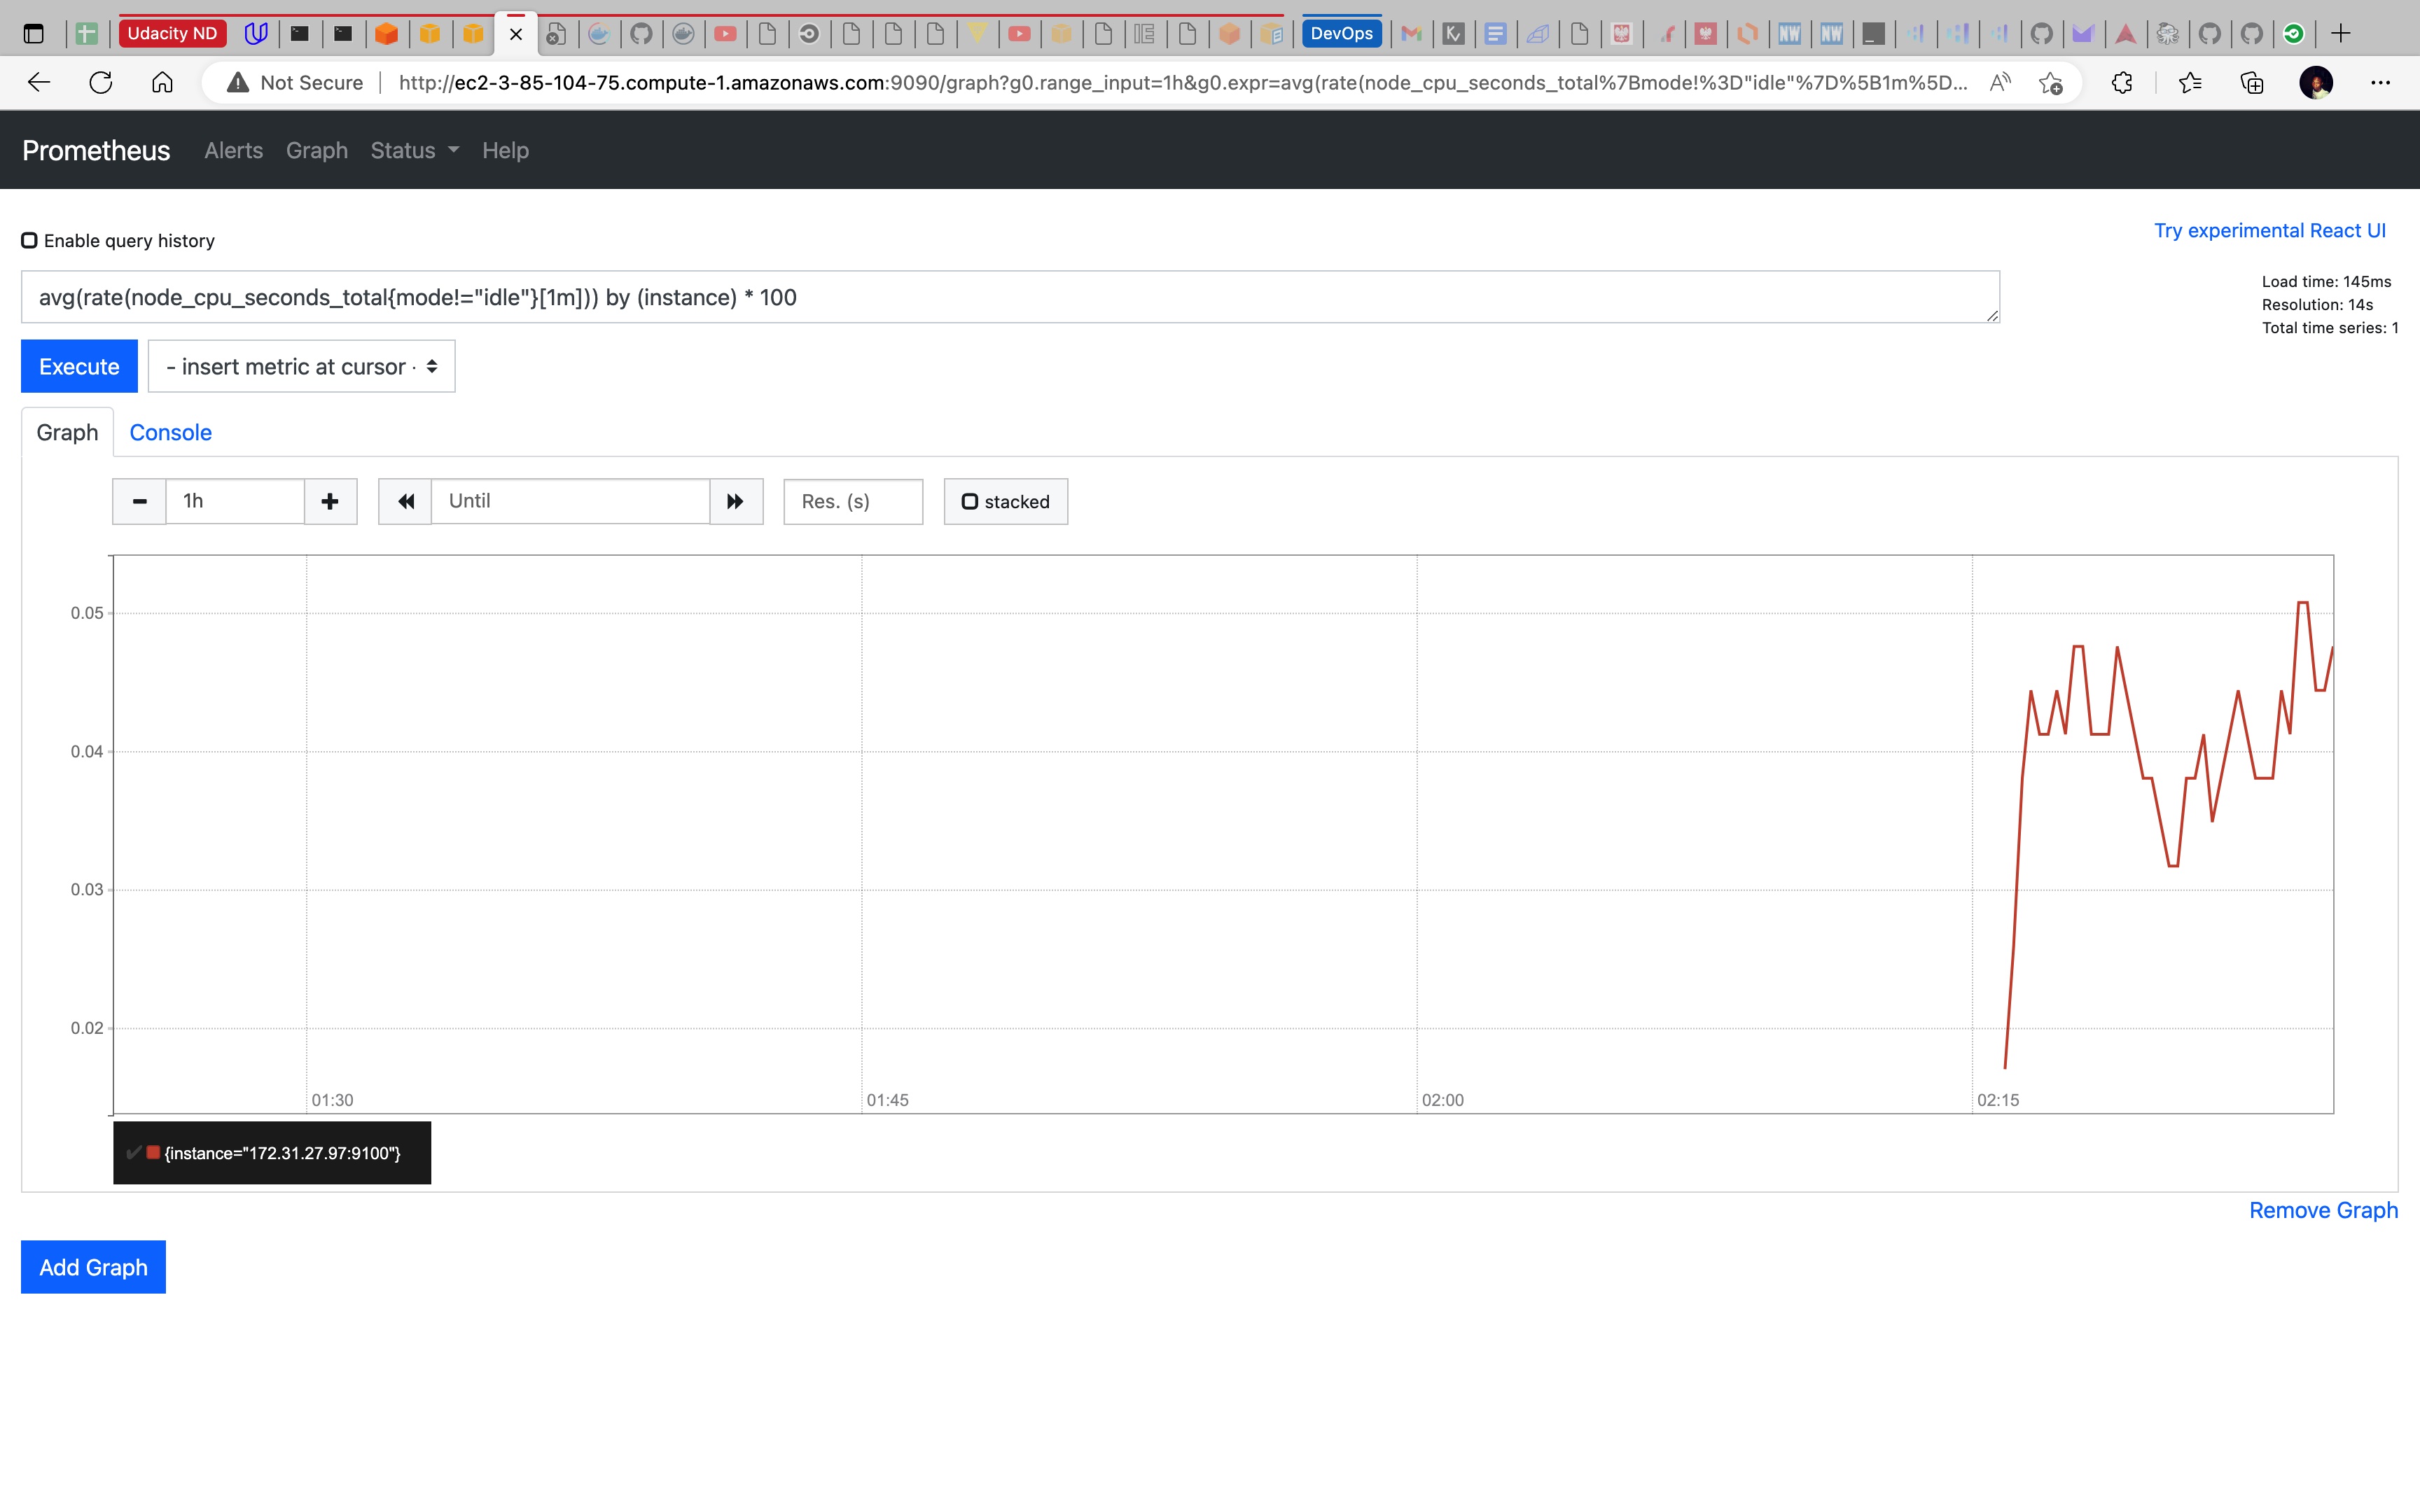 Udacity ND
DevOps
NW
NW
Not Secure
http://ec2-3-85-104-75.compute-1.amazonaws.com:9090/graph?g0.range_input=1h&g0.expr=avg(rate(node_cpu_seconds_total%7Bmode!%3D"idle"%7D%5B1m%5D...
Prometheus Alerts Graph Status Help
Enable query history
Try experimental React UI
avg(rate(node_cpu_seconds_total{mode!="idle"}[1m])) by (instance) * 100
Load time: 145ms
Resolution: 14s
Total time series: 1
Execute
- insert metric at cursor -
Graph Console
1h
Until
Res. (s)
stacked
0.05
0.04
0.03
0.02
01:30 01:45 02:00 02:15
{instance="172.31.27.97:9100"}
Remove Graph
Add Graph